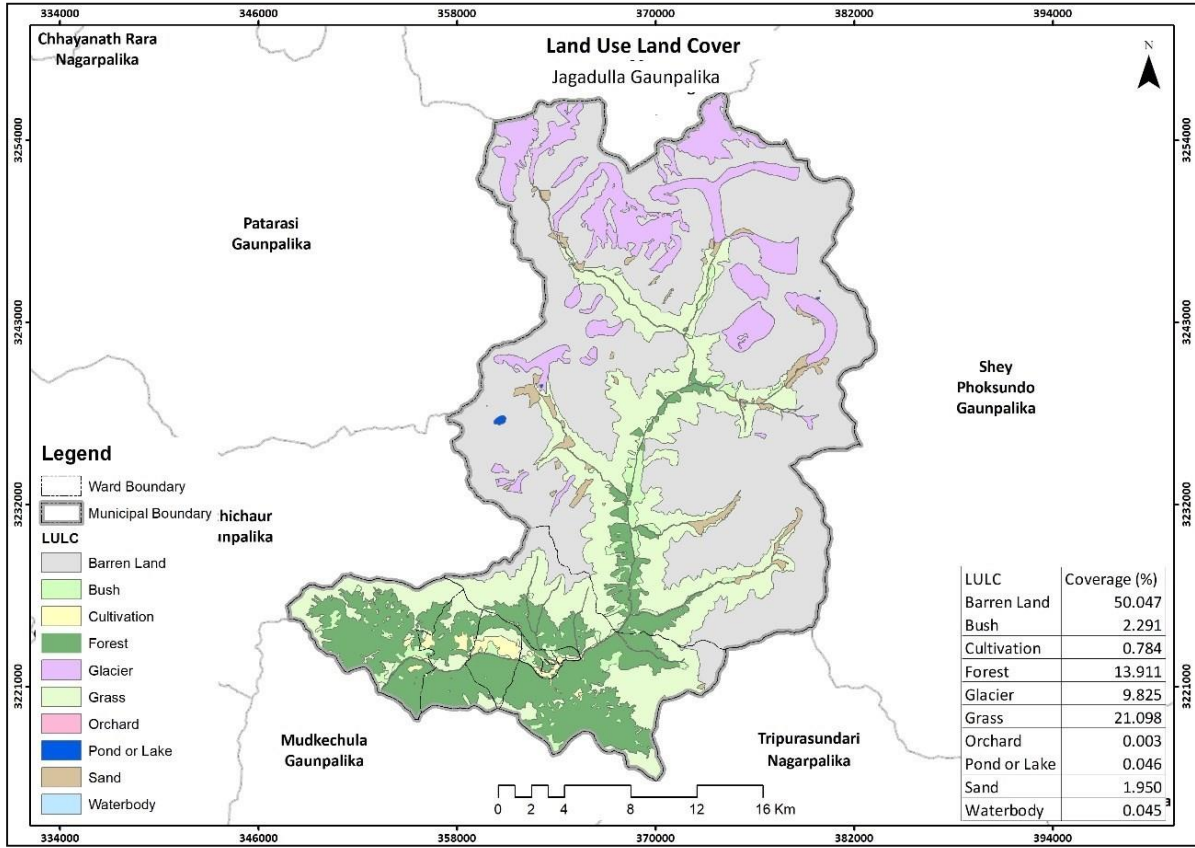 334000 346000 358000 370000 382000 394000
Chhayanath Rara
Nagarpalika
Land Use Land Cover
Jagadulla Gaunpalika
N
3254000 3254000
Patarasi
Gaunpalika
3243000 3243000
Shey
Phoksundo
Gaunpalika
Legend
Ward Boundary
Municipal Boundary
hichaur
npalika
3232000 3232000
LULC
Barren Land
Bush
Cultivation
Forest
Glacier
Grass
Orchard
Pond or Lake
Sand
Waterbody
LULC Coverage (%)
Barren Land 50.047
Bush 2.291
Cultivation 0.784
Forest 13.911
Glacier 9.825
Grass 21.098
Orchard 0.003
Pond or Lake 0.046
Sand 1.950
Waterbody 0.045
3221000 3221000
Mudkechula
Gaunpalika
Tripurasundari
Nagarpalika
0 2 4 8 12 16 Km
334000 346000 358000 370000 382000 394000